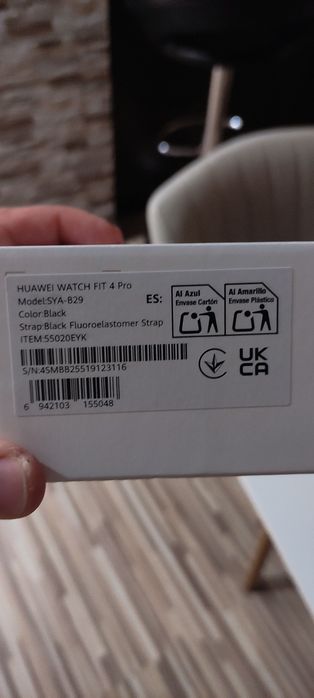 HUAWEI WATCH FIT 4 Pro
Model:SYA-B29
Color:Black
Strap:Black Fluoroelastomer Strap
ITEM:55020EYK
S/N:45MBB25519123116
6 942103 155048
ES:
Al Azul
Envase Cartón
Al Amarillo
Envase Plástico
UK
CA